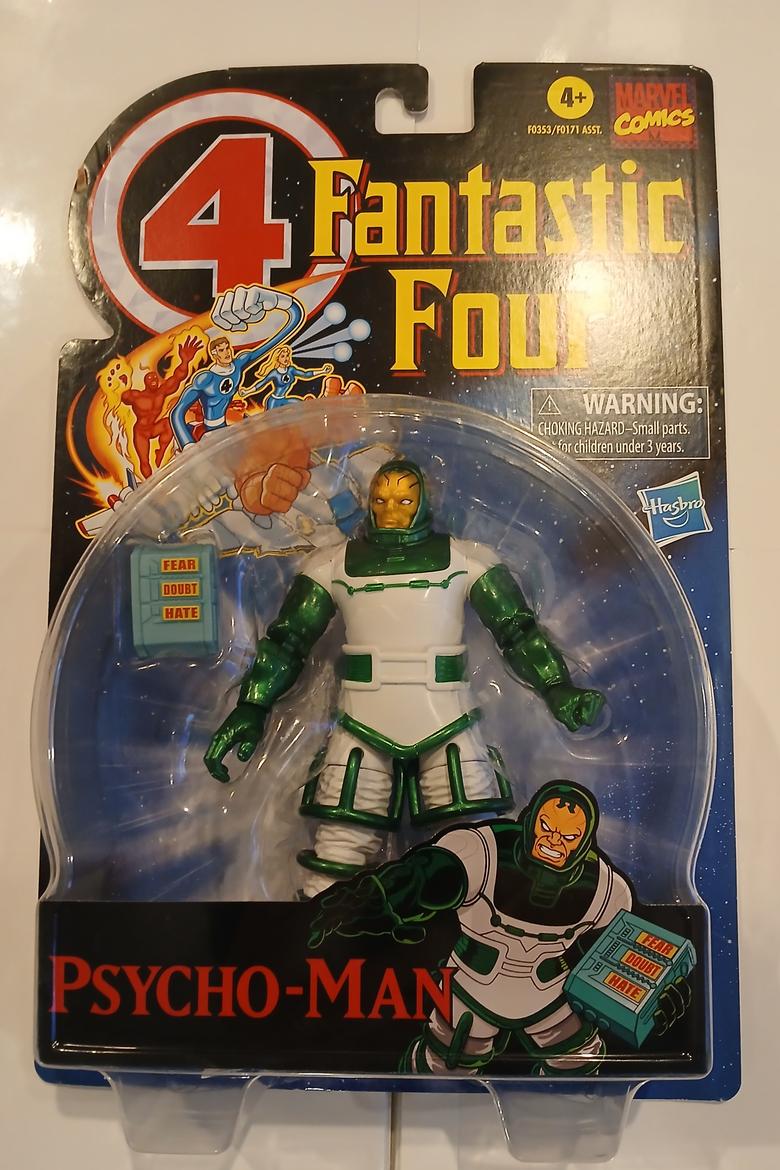 4+
F0353/F0171 ASST.
MARVEL
COMICS
4
Fantastic
Four
4
⚠ WARNING:
CHOKING HAZARD–Small parts.
for children under 3 years.
Hasbro
FEAR
DOUBT
HATE
FEAR
DOUBT
HATE
PSYCHO-MAN